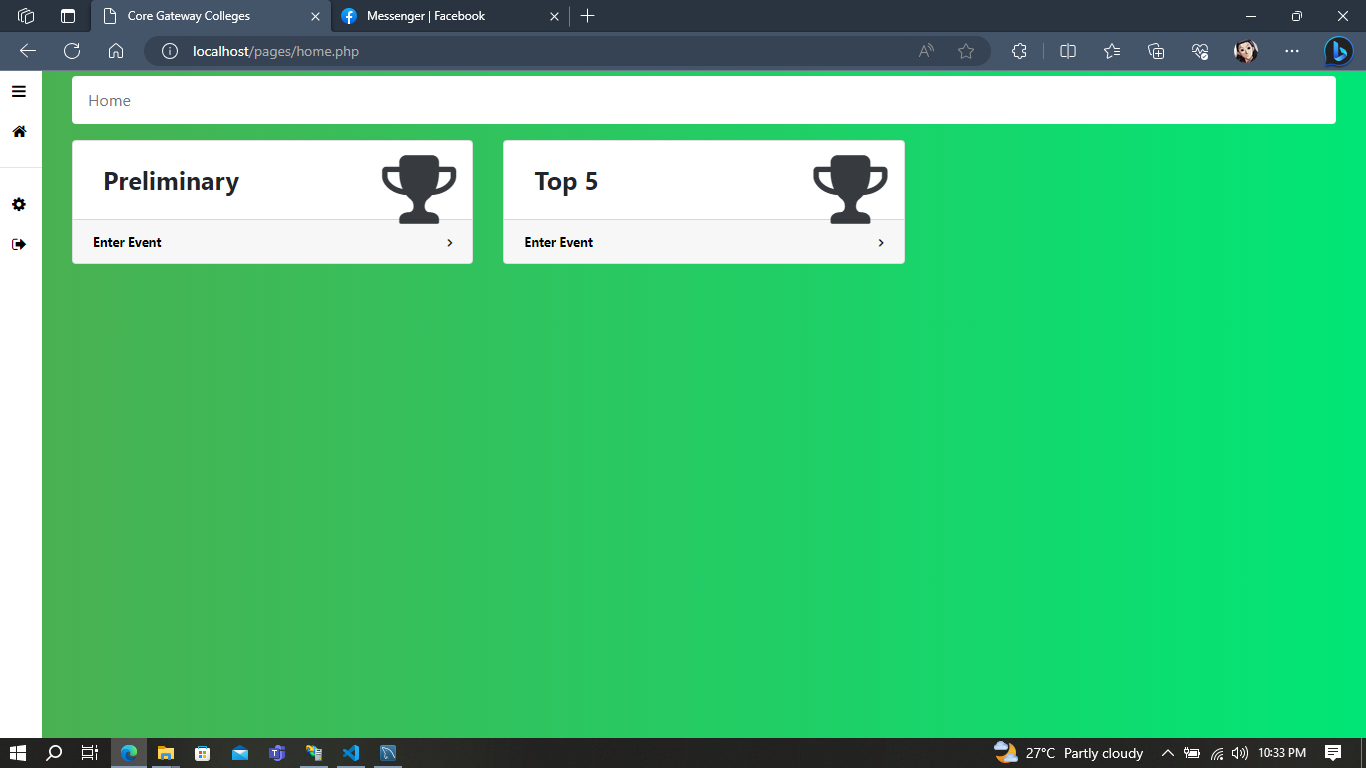 Core Gateway Colleges
Messenger | Facebook
localhost/pages/home.php
Home
Preliminary
Top 5
Enter Event
Enter Event
27°C Partly cloudy
10:33 PM